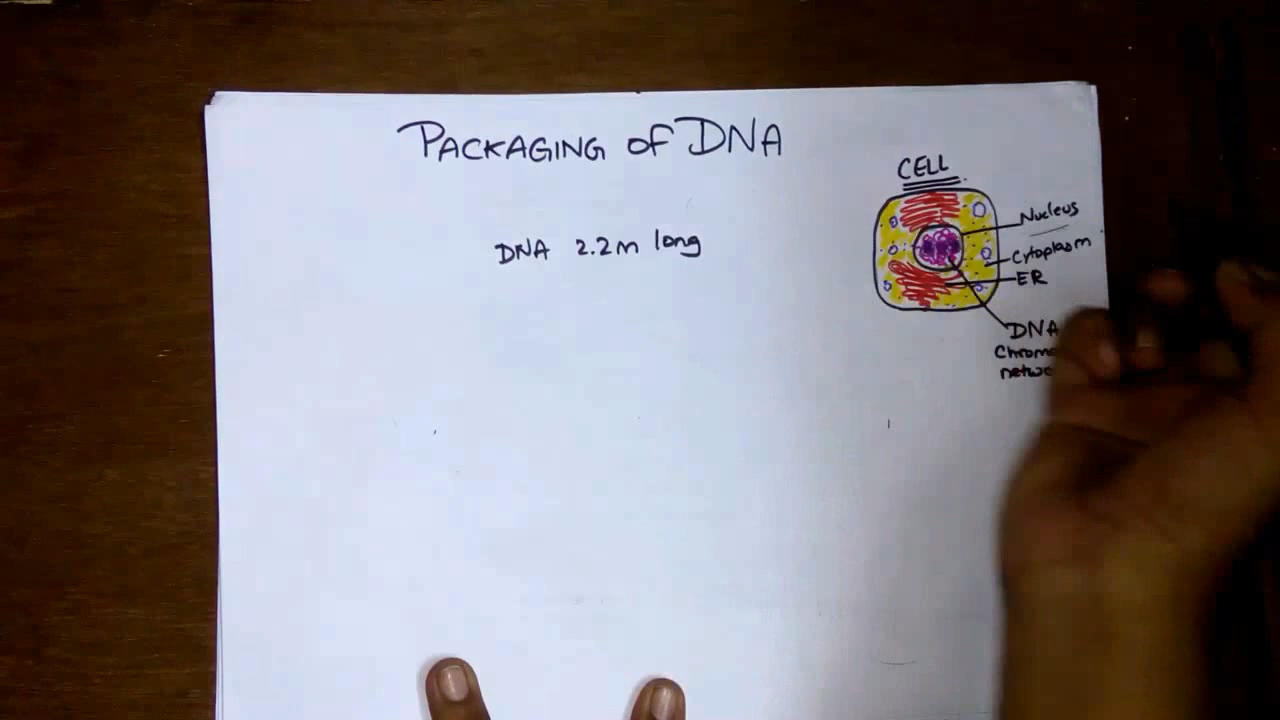 PACKAGING OF DNA
CELL
DNA 2.2m long
Nucleus
Cytoplasm
ER
DNA